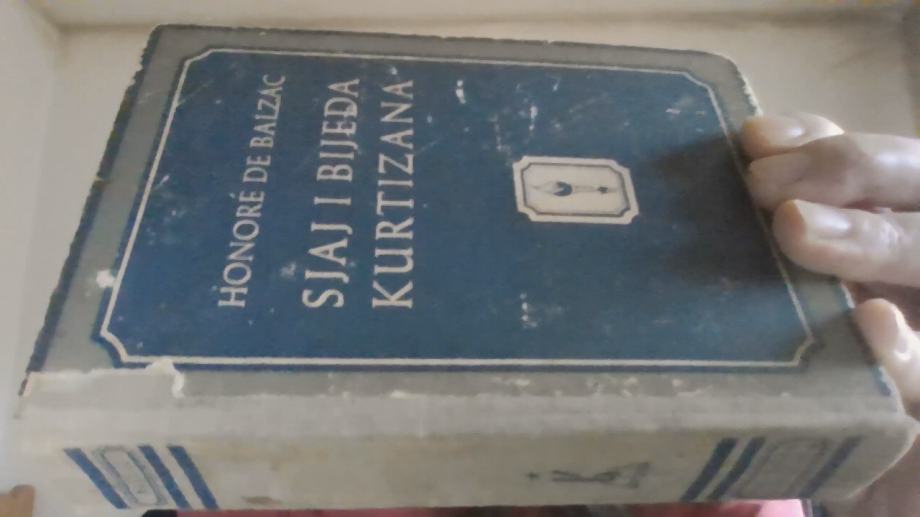 HONORÉ DE BALZAC
SJAJ I BIJEDA
KURTIZANA